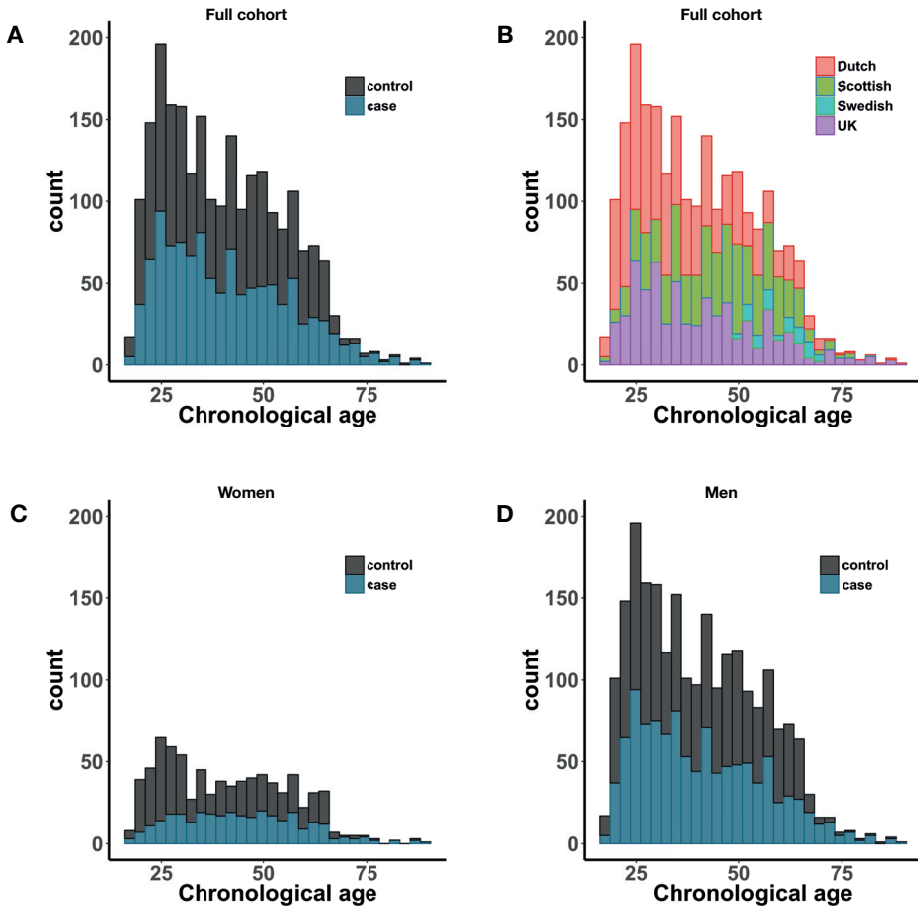 A
Full cohort
200
150
100
50
0
count
25
50
75
Chronological age
control
case
B
Full cohort
200
150
100
50
0
count
25
50
75
Chronological age
Dutch
Scottish
Swedish
UK
C
Women
200
150
100
50
0
count
25
50
75
Chronological age
control
case
D
Men
200
150
100
50
0
count
25
50
75
Chronological age
control
case